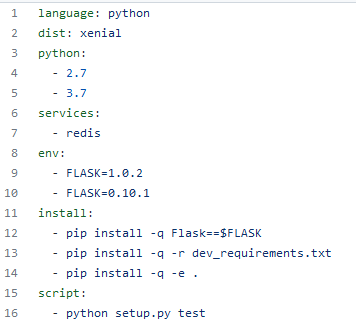 1 language: python
2 dist: xenial
3 python:
4   - 2.7
5   - 3.7
6 services:
7   - redis
8 env:
9   - FLASK=1.0.2
10   - FLASK=0.10.1
11 install:
12   - pip install -q Flask==$FLASK
13   - pip install -q -r dev_requirements.txt
14   - pip install -q -e .
15 script:
16   - python setup.py test